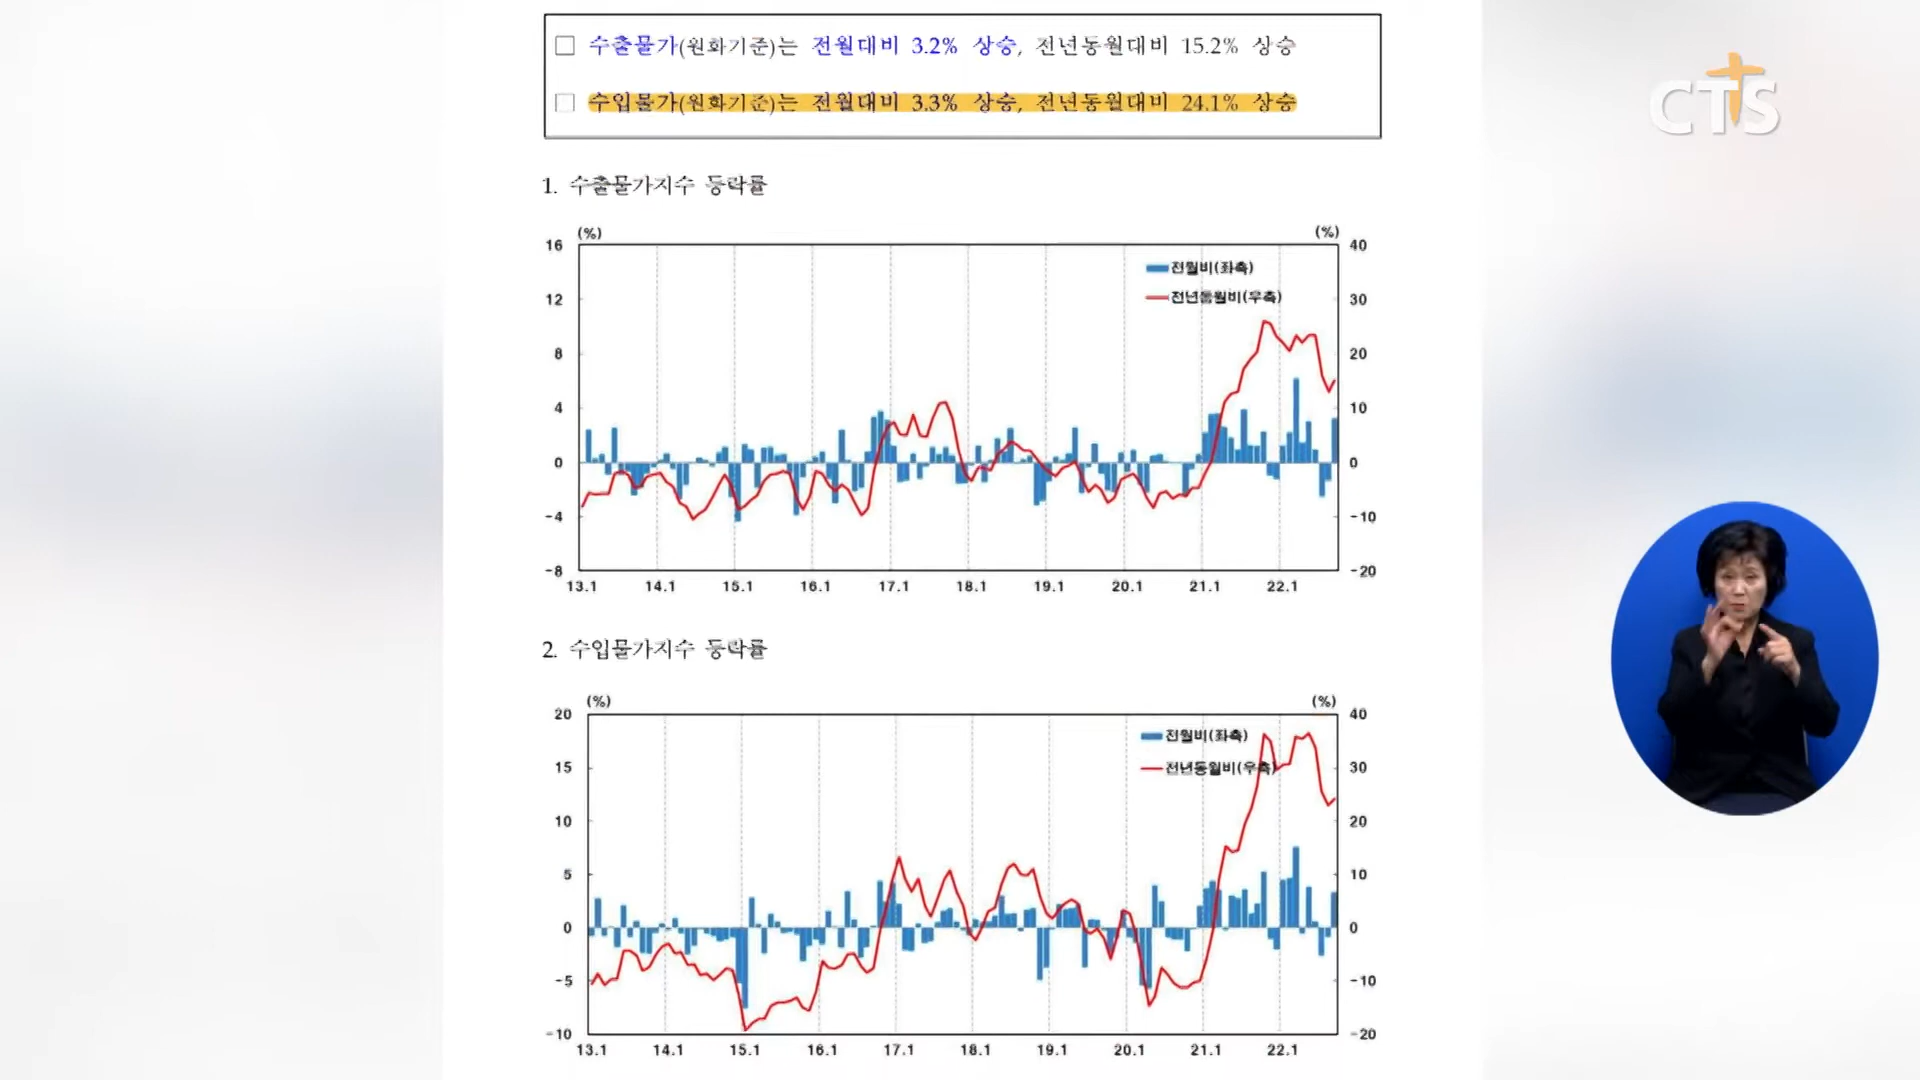 □ 수출물가(원화기준)는 전월대비 3.2% 상승, 전년동월대비 15.2% 상승
□ 수입물가(원화기준)는 전월대비 3.3% 상승, 전년동월대비 24.1% 상승
CTS
1. 수출물가지수 등락률
(%) (%)
16 40
전월비(좌측)
12 30
전년동월비(우측)
8 20
4 10
0 0
-4 -10
-8 -20
13.1 14.1 15.1 16.1 17.1 18.1 19.1 20.1 21.1 22.1
2. 수입물가지수 등락률
(%) (%)
20 40
전월비(좌측)
15 30
전년동월비(우측)
10 20
5 10
0 0
-5 -10
-10 -20
13.1 14.1 15.1 16.1 17.1 18.1 19.1 20.1 21.1 22.1